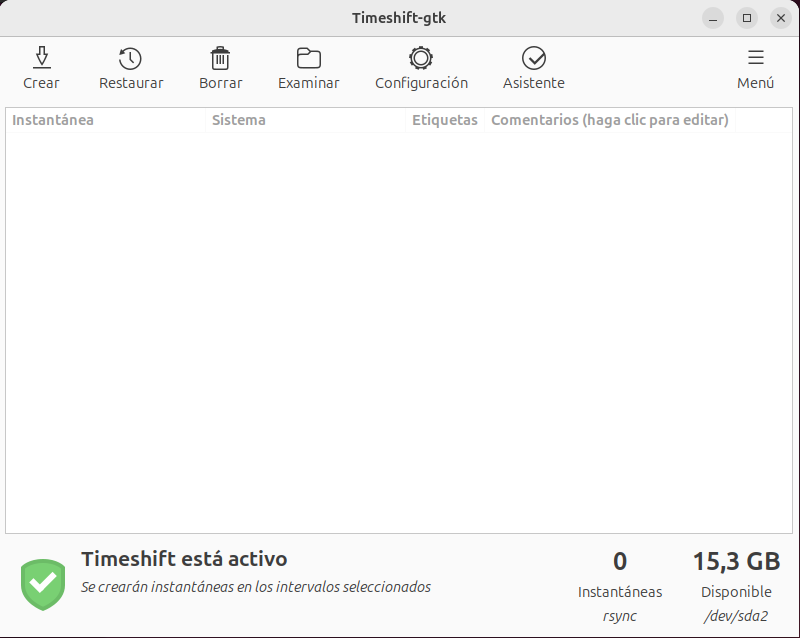 Timeshift-gtk
Crear Restaurar Borrar Examinar Configuración Asistente Menú
Instantánea Sistema Etiquetas Comentarios (haga clic para editar)
Timeshift está activo
Se crearán instantáneas en los intervalos seleccionados
0
Instantáneas
rsync
15,3 GB
Disponible
/dev/sda2